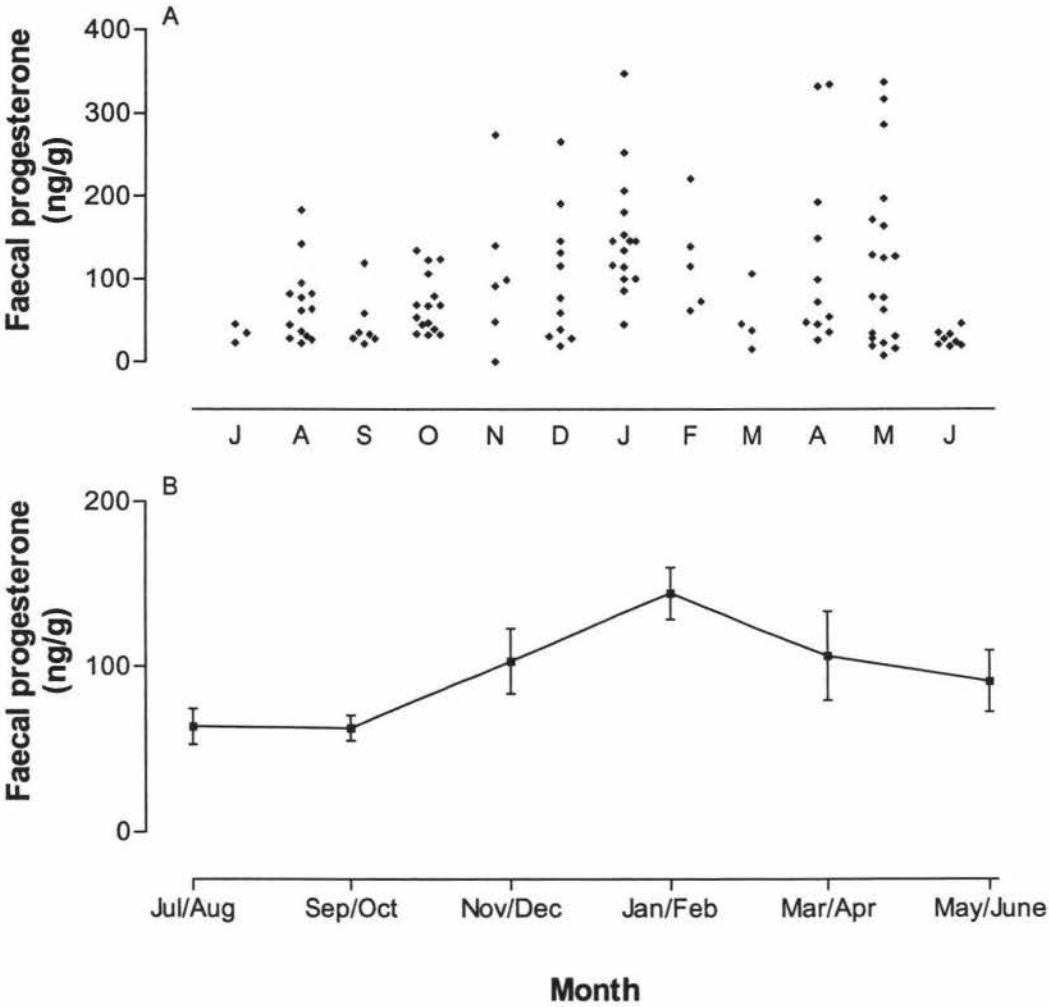 A
Faecal progesterone
(ng/g)
400
300
200
100
0
J A S O N D J F M A M J
B
Faecal progesterone
(ng/g)
200
100
0
Jul/Aug Sep/Oct Nov/Dec Jan/Feb Mar/Apr May/June
Month